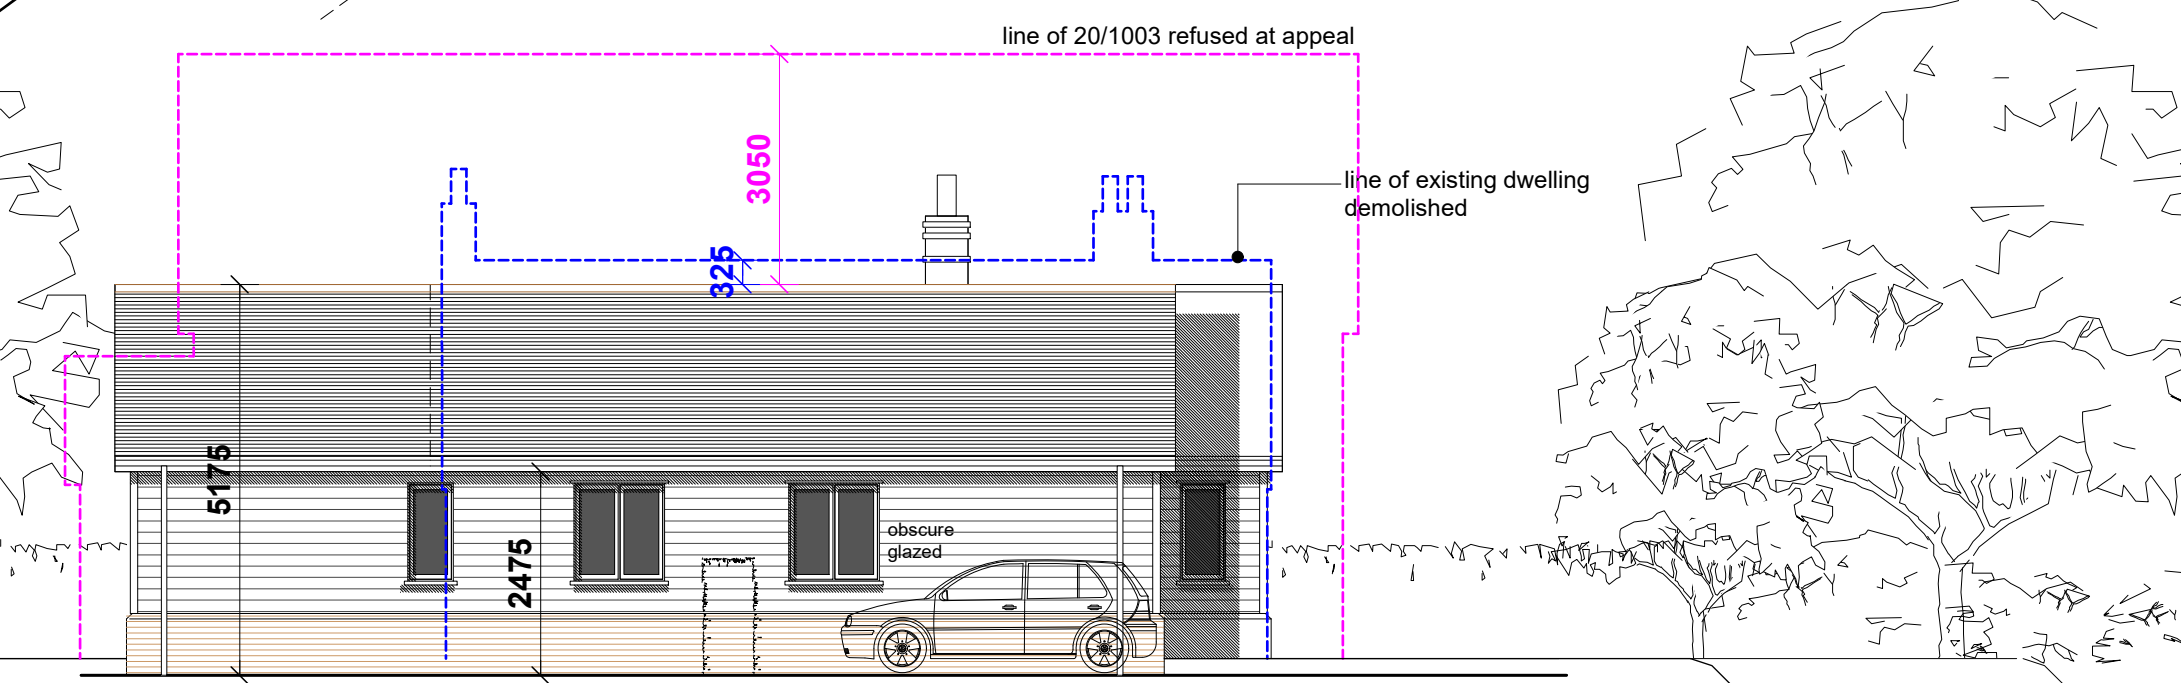 line of 20/1003 refused at appeal
3050
line of existing dwelling
demolished
325
5175
2475
obscure
glazed